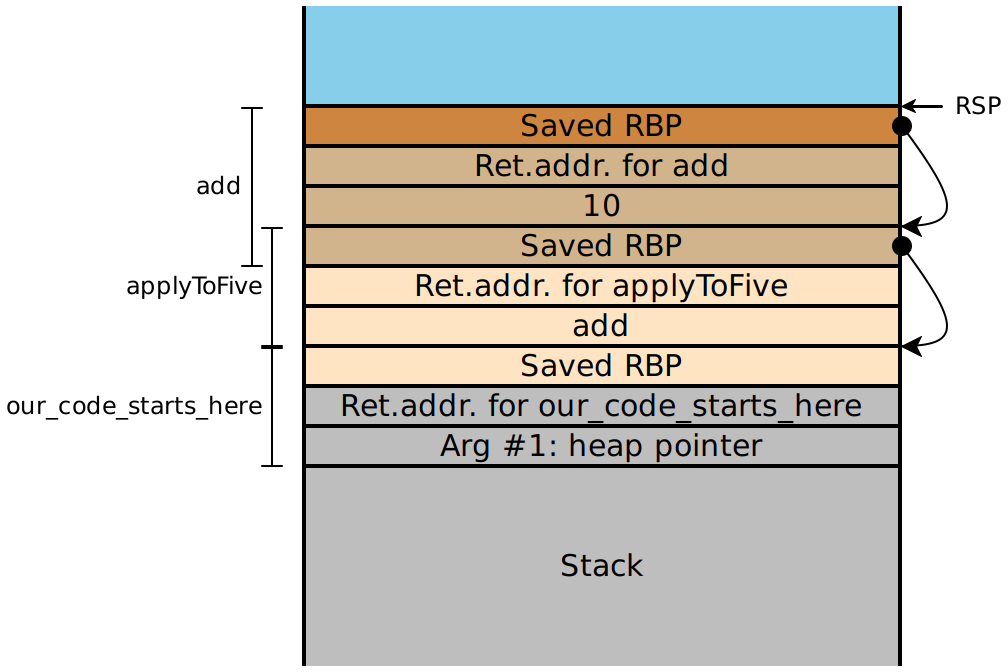 RSP
Saved RBP
Ret.addr. for add
add
10
Saved RBP
applyToFive
Ret.addr. for applyToFive
add
Saved RBP
our_code_starts_here
Ret.addr. for our_code_starts_here
Arg #1: heap pointer
Stack